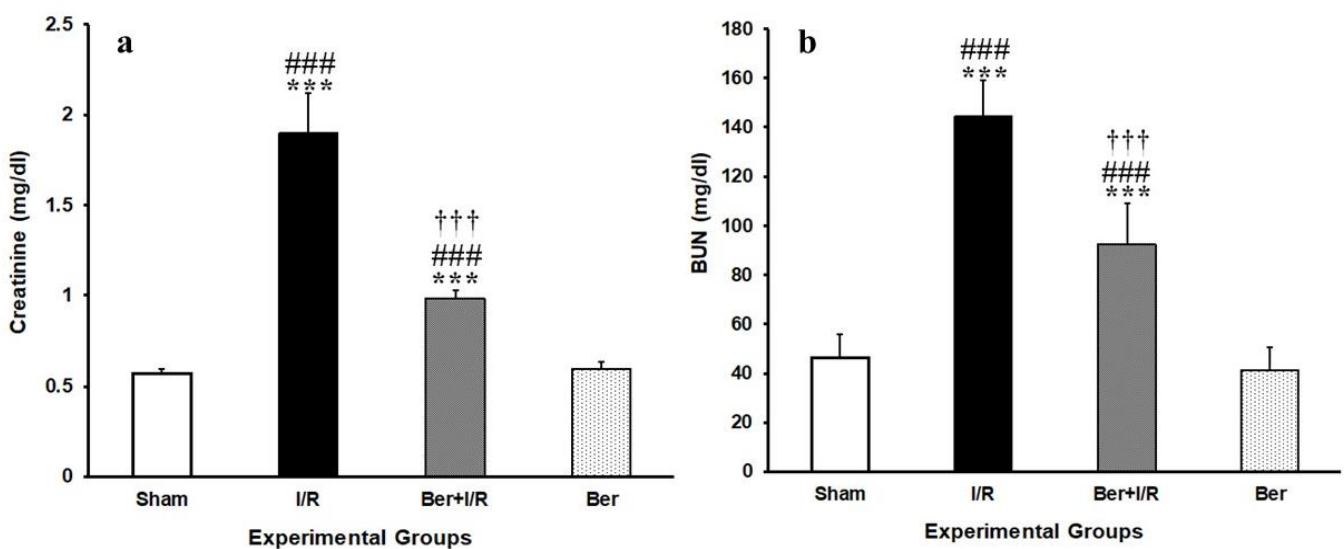 a
Creatinine (mg/dl)
2.5
2
1.5
1
0.5
0
###
***
†††
###
***
Sham
I/R
Ber+I/R
Ber
Experimental Groups
b
BUN (mg/dl)
180
160
140
120
100
80
60
40
20
0
###
***
†††
###
***
Sham
I/R
Ber+I/R
Ber
Experimental Groups